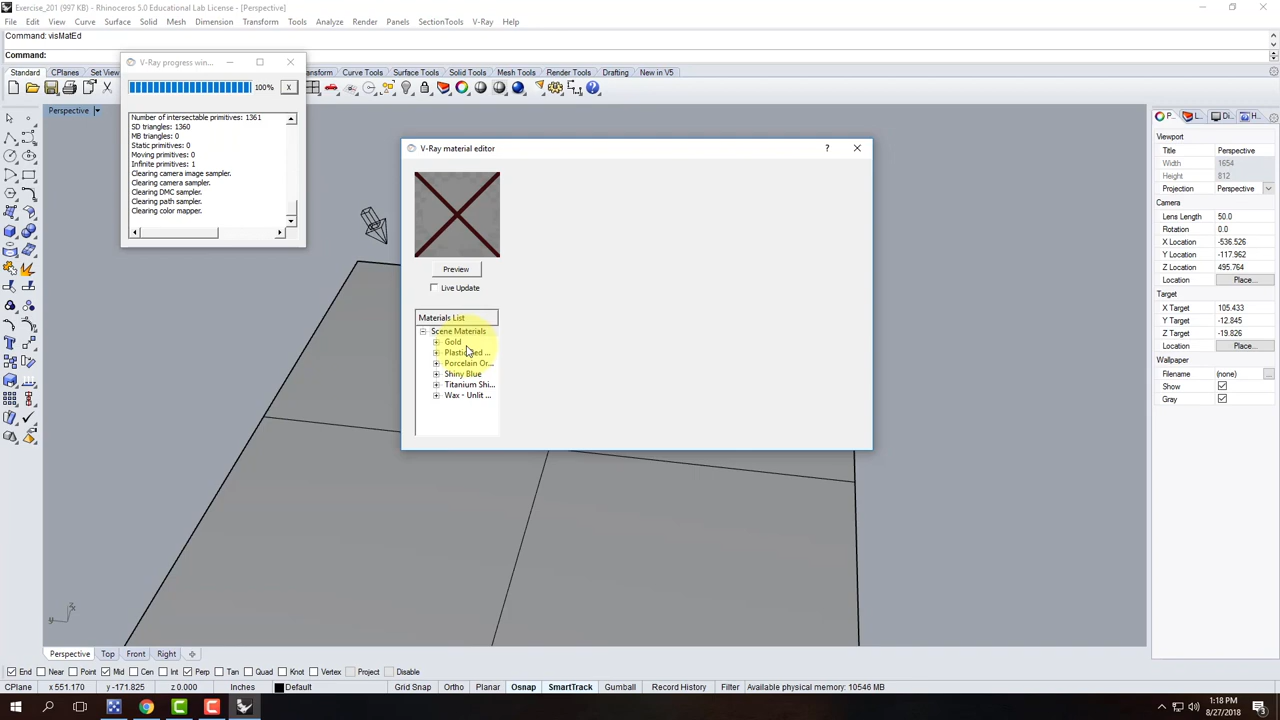 Exercise_201 (997 KB) - Rhinoceros 5.0 Educational Lab License - [Perspective]
File Edit View Curve Surface Solid Mesh Dimension Transform Tools Analyze Render Panels SectionTools V-Ray Help
Command: visMatEd
Command:
Standard CPlanes Set View ansform Curve Tools Surface Tools Solid Tools Mesh Tools Render Tools Drafting New in V5
V-Ray progress win...
100% X
Number of intersectable primitives: 1361
SD triangles: 1360
MB triangles: 0
Static primitives: 0
Moving primitives: 0
Infinite primitives: 1
Clearing camera image sampler.
Clearing camera sampler.
Clearing DMC sampler.
Clearing path sampler.
Clearing color mapper.
Perspective
V-Ray material editor ?
Preview
Live Update
Materials List
Scene Materials
Gold
Plastic Red ...
Porcelain Or...
Shiny Blue
Titanium Shi...
Wax - Unlit ...
P... L... Di... H...
Viewport
Title Perspective
Width 1654
Height 812
Projection Perspective
Camera
Lens Length 50.0
Rotation 0.0
X Location -536.526
Y Location -117.962
Z Location 495.764
Location Place...
Target
X Target 105.433
Y Target -12.845
Z Target -19.826
Location Place...
Wallpaper
Filename (none) ...
Show
Gray
z
y x
Perspective Top Front Right
End Near Point Mid Cen Int Perp Tan Quad Knot Vertex Project Disable
CPlane x 551.170 y -171.825 z 0.000 Inches Default Grid Snap Ortho Planar Osnap SmartTrack Gumball Record History Filter Available physical memory: 10546 MB
1:18 PM
8/27/2018
3